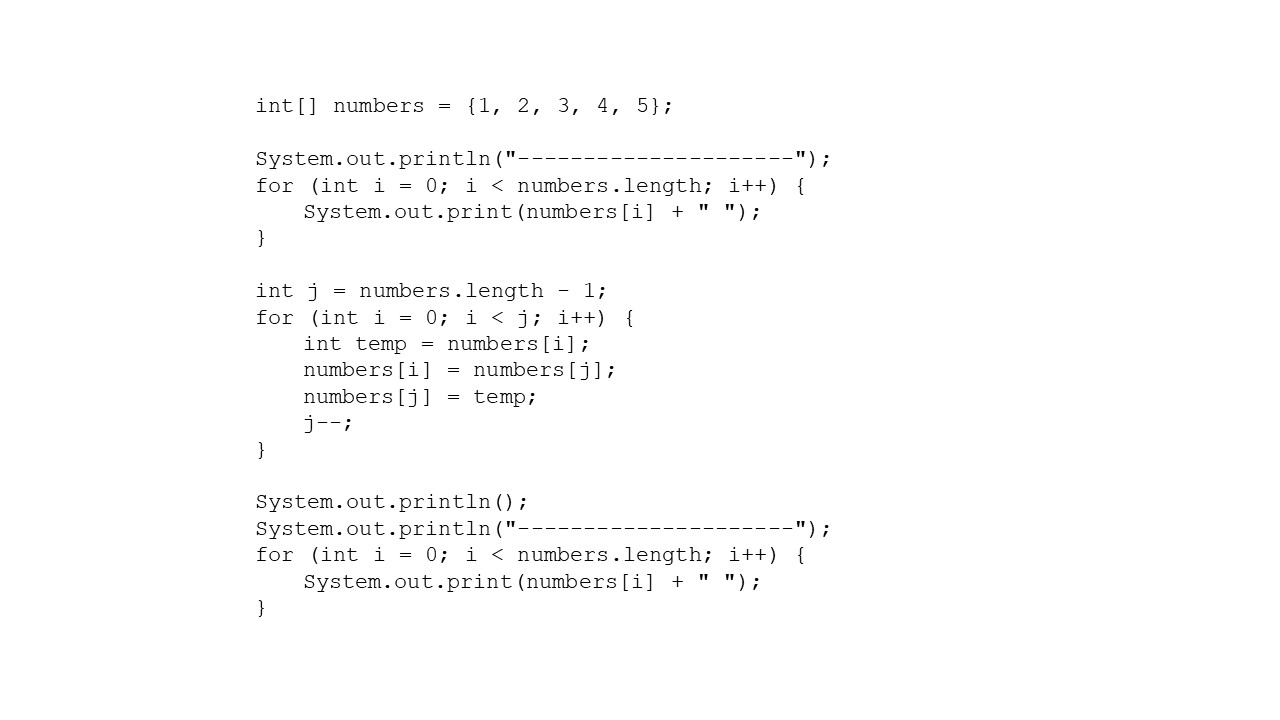 int[] numbers = {1, 2, 3, 4, 5};
System.out.println("---------------------");
for (int i = 0; i < numbers.length; i++) {
System.out.print(numbers[i] + " ");
}
int j = numbers.length - 1;
for (int i = 0; i < j; i++) {
int temp = numbers[i];
numbers[i] = numbers[j];
numbers[j] = temp;
j--;
}
System.out.println();
System.out.println("---------------------");
for (int i = 0; i < numbers.length; i++) {
System.out.print(numbers[i] + " ");
}